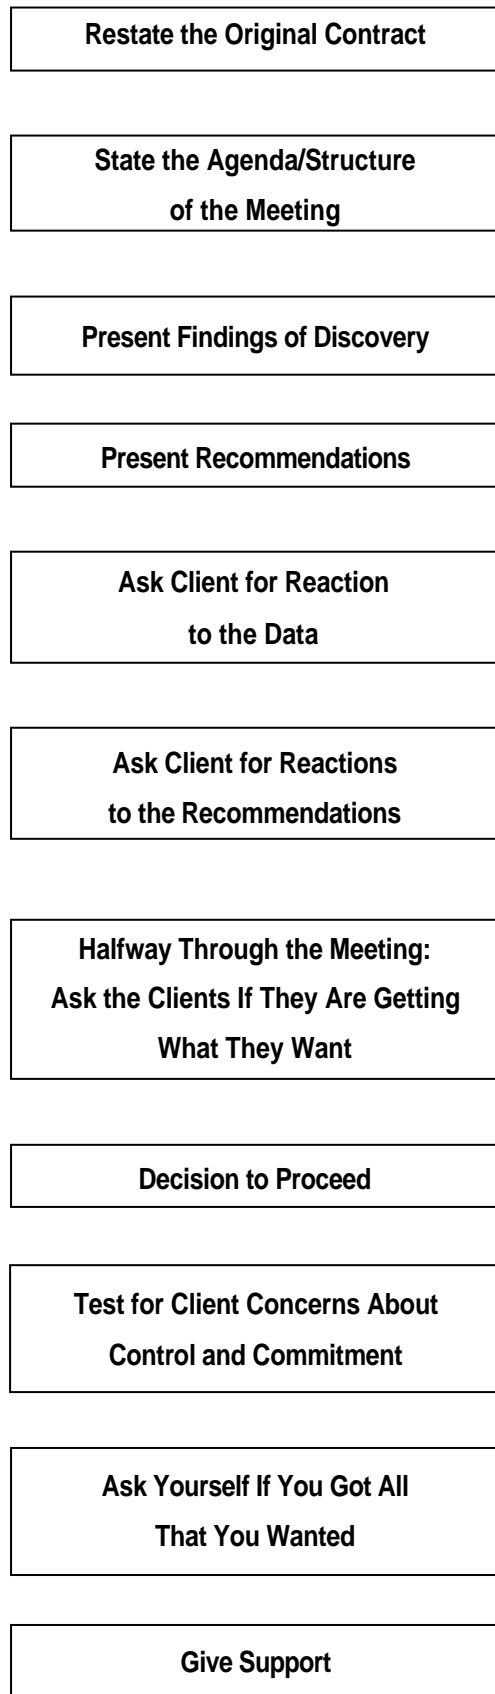 Restate the Original Contract
State the Agenda/Structure
of the Meeting
Present Findings of Discovery
Present Recommendations
Ask Client for Reaction
to the Data
Ask Client for Reactions
to the Recommendations
Halfway Through the Meeting:
Ask the Clients If They Are Getting
What They Want
Decision to Proceed
Test for Client Concerns About
Control and Commitment
Ask Yourself If You Got All
That You Wanted
Give Support